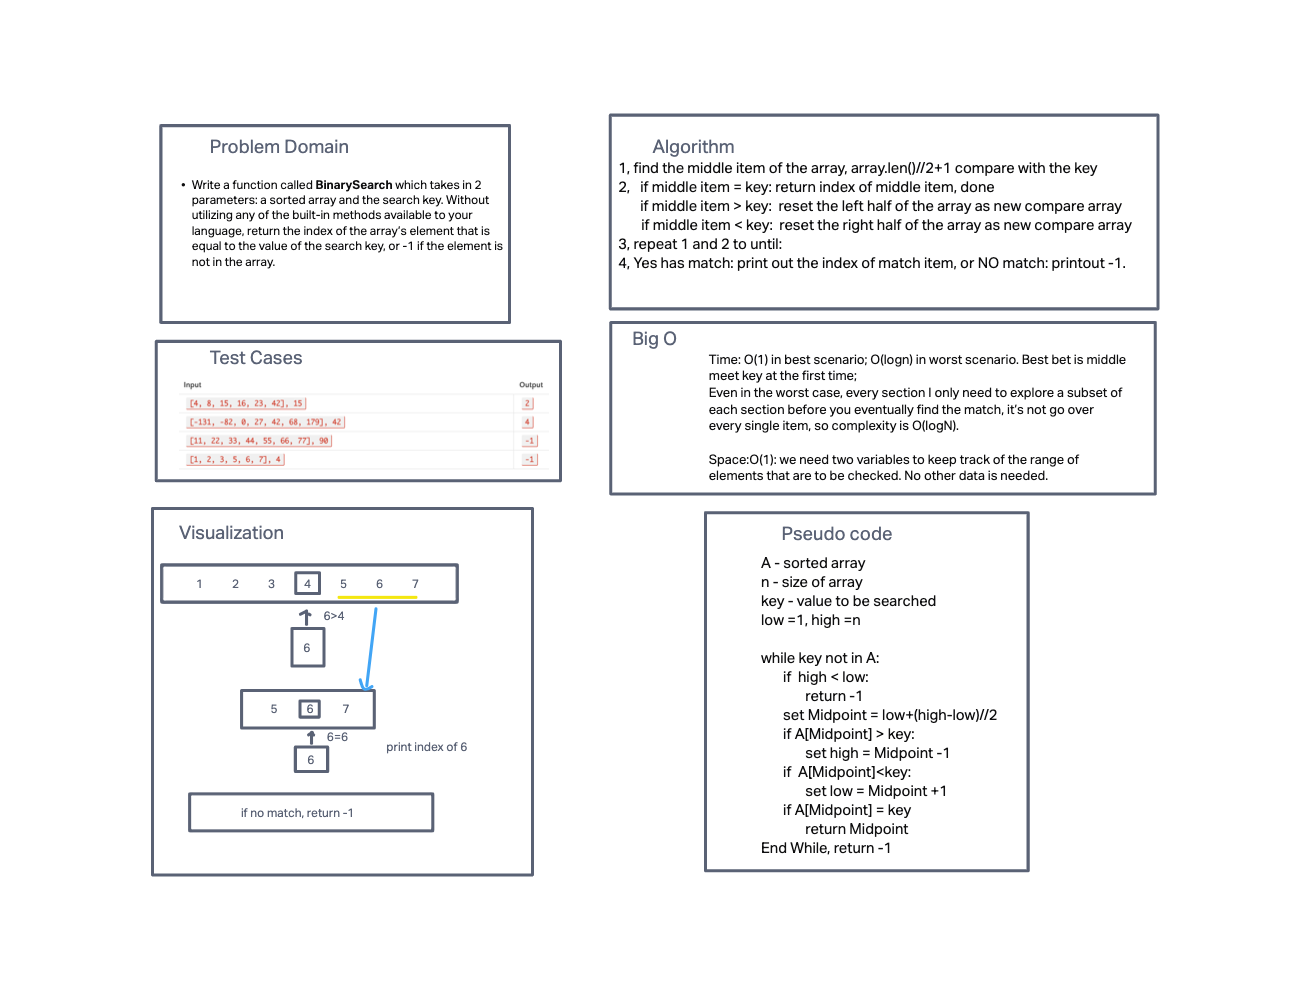 Problem Domain
• Write a function called BinarySearch which takes in 2
parameters: a sorted array and the search key. Without
utilizing any of the built-in methods available to your
language, return the index of the array's element that is
equal to the value of the search key, or -1 if the element is
not in the array.
Test Cases
Input Output
[4, 8, 15, 16, 23, 42], 15 2
[-131, -82, 0, 27, 42, 68, 179], 42 4
[11, 22, 33, 44, 55, 66, 77], 90 -1
[1, 2, 3, 5, 6, 7], 4 -1
Visualization
1 2 3 4 5 6 7
6>4
6
5 6 7
6=6
print index of 6
6
if no match, return -1
Algorithm
1, find the middle item of the array, array.len()//2+1 compare with the key
2, if middle item = key: return index of middle item, done
if middle item > key: reset the left half of the array as new compare array
if middle item < key: reset the right half of the array as new compare array
3, repeat 1 and 2 to until:
4, Yes has match: print out the index of match item, or NO match: printout -1.
Big O
Time: O(1) in best scenario; O(logn) in worst scenario. Best bet is middle
meet key at the first time;
Even in the worst case, every section I only need to explore a subset of
each section before you eventually find the match, it's not go over
every single item, so complexity is O(logN).
Space:O(1): we need two variables to keep track of the range of
elements that are to be checked. No other data is needed.
Pseudo code
A - sorted array
n - size of array
key - value to be searched
low =1, high =n
while key not in A:
if high < low:
return -1
set Midpoint = low+(high-low)//2
if A[Midpoint] > key:
set high = Midpoint -1
if A[Midpoint]<key:
set low = Midpoint +1
if A[Midpoint] = key
return Midpoint
End While, return -1